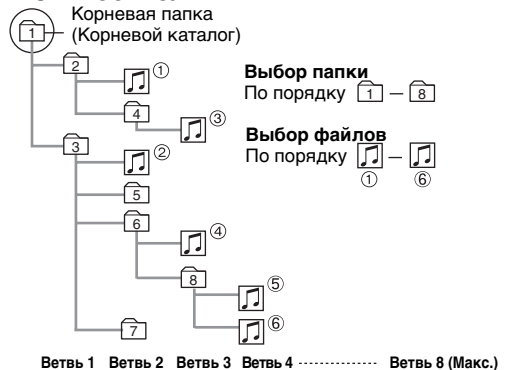 Корневая папка
(Корневой каталог)
1
2
①
4
③
3
②
5
6
④
8
⑤
⑥
7
Выбор папки
По порядку 1 – 8
Выбор файлов
По порядку –
① ⑥
Ветвь 1 Ветвь 2 Ветвь 3 Ветвь 4 -------------- Ветвь 8 (Макс.)